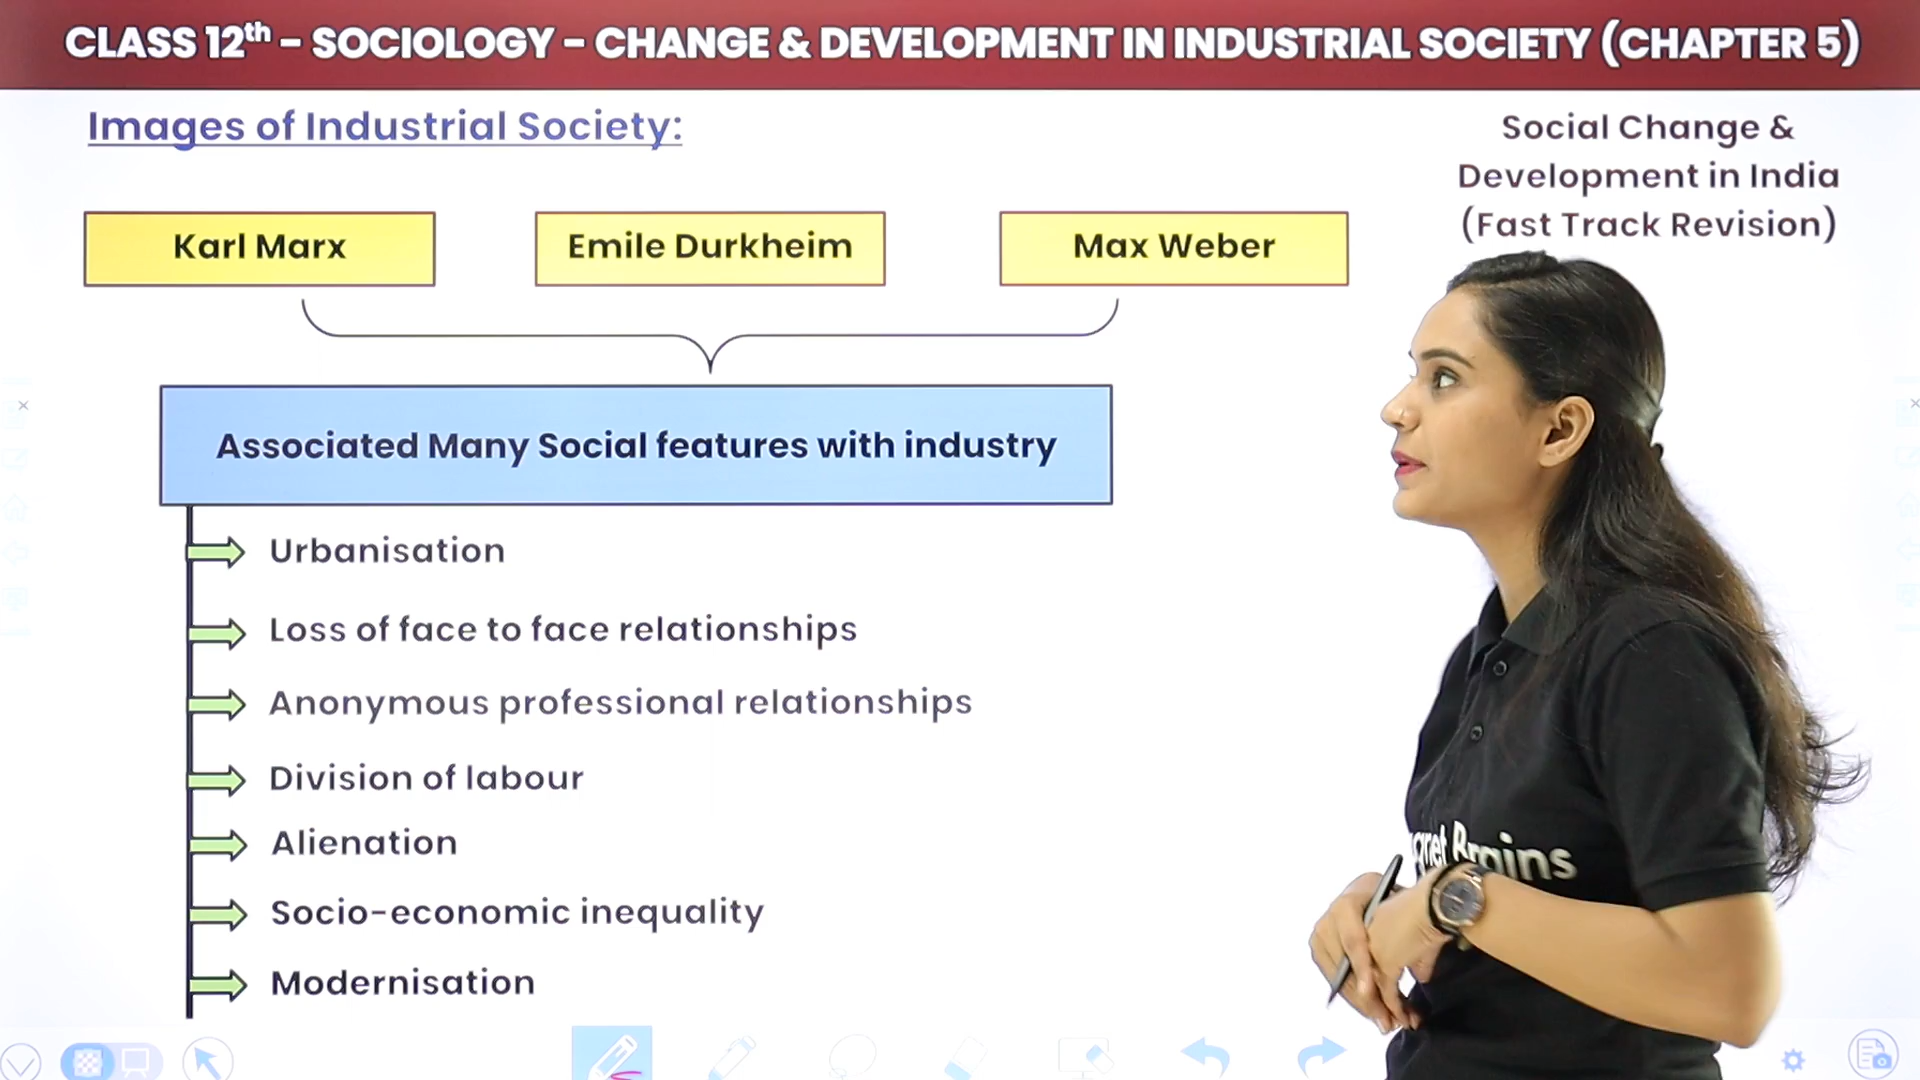 CLASS 12th - SOCIOLOGY - CHANGE & DEVELOPMENT IN INDUSTRIAL SOCIETY (CHAPTER 5)
Images of Industrial Society:
Social Change &
Development in India
(Fast Track Revision)
Karl Marx
Emile Durkheim
Max Weber
Associated Many Social features with industry
Urbanisation
Loss of face to face relationships
Anonymous professional relationships
Division of labour
Alienation
Socio-economic inequality
Modernisation
Brains